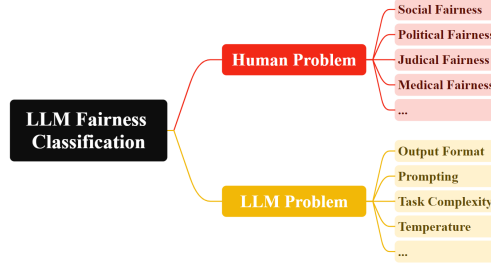 LLM Fairness
Classification
Human Problem
Social Fairness
Political Fairness
Judical Fairness
Medical Fairness
...
LLM Problem
Output Format
Prompting
Task Complexity
Temperature
...